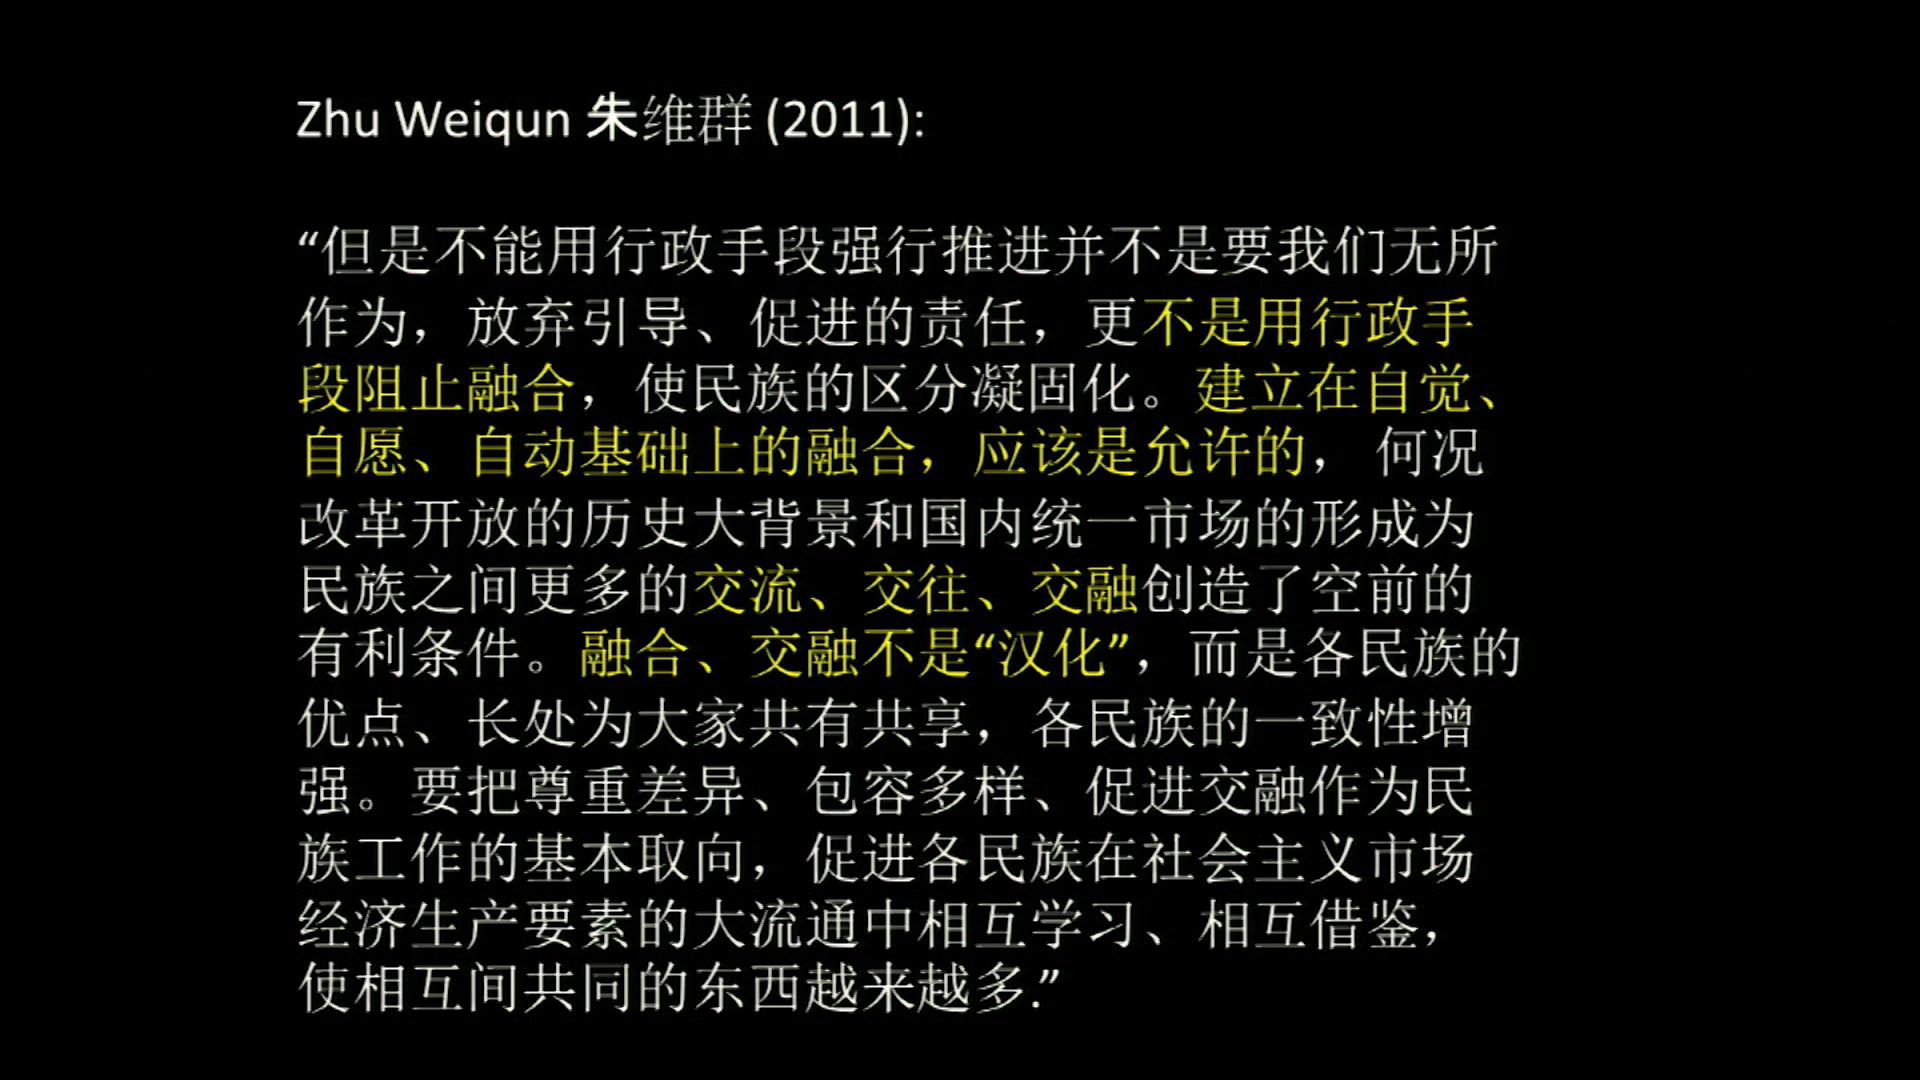 Zhu Weiqun 朱维群 (2011):
“但是不能用行政手段强行推进并不是要我们无所
作为，放弃引导、促进的责任，更不是用行政手
段阻止融合，使民族的区分凝固化。建立在自觉、
自愿、自动基础上的融合，应该是允许的，何况
改革开放的历史大背景和国内统一市场的形成为
民族之间更多的交流、交往、交融创造了空前的
有利条件。融合、交融不是“汉化”，而是各民族的
优点、长处为大家共有共享，各民族的一致性增
强。要把尊重差异、包容多样、促进交融作为民
族工作的基本取向，促进各民族在社会主义市场
经济生产要素的大流通中相互学习、相互借鉴，
使相互间共同的东西越来越多.”